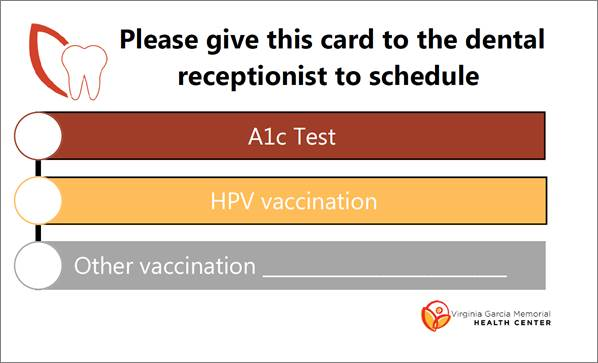 Please give this card to the dental
receptionist to schedule
A1c Test
HPV vaccination
Other vaccination ____________________
Virginia Garcia Memorial
HEALTH CENTER